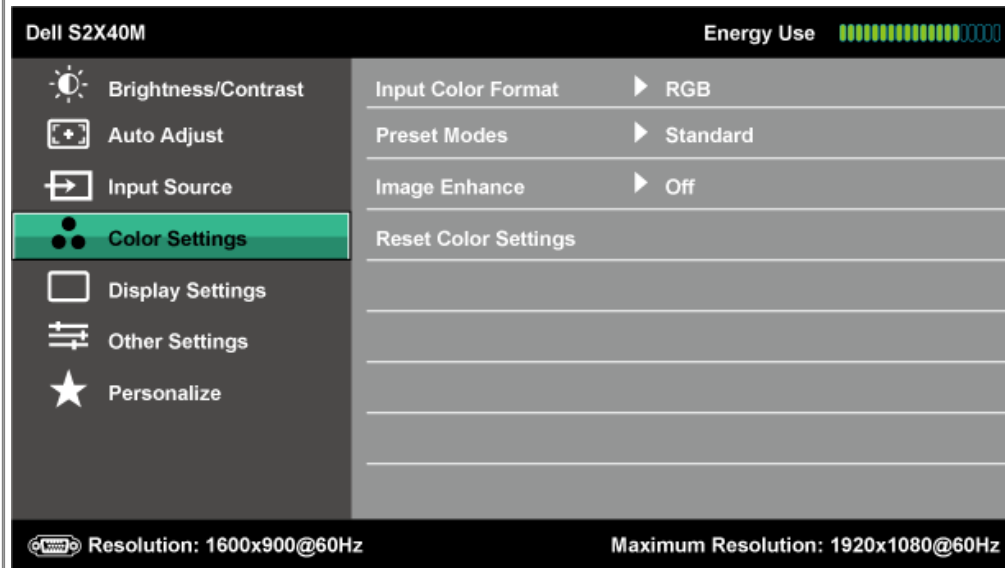 Dell S2X40M
Energy Use
Brightness/Contrast
Auto Adjust
Input Source
Color Settings
Display Settings
Other Settings
Personalize
Input Color Format RGB
Preset Modes Standard
Image Enhance Off
Reset Color Settings
Resolution: 1600x900@60Hz
Maximum Resolution: 1920x1080@60Hz